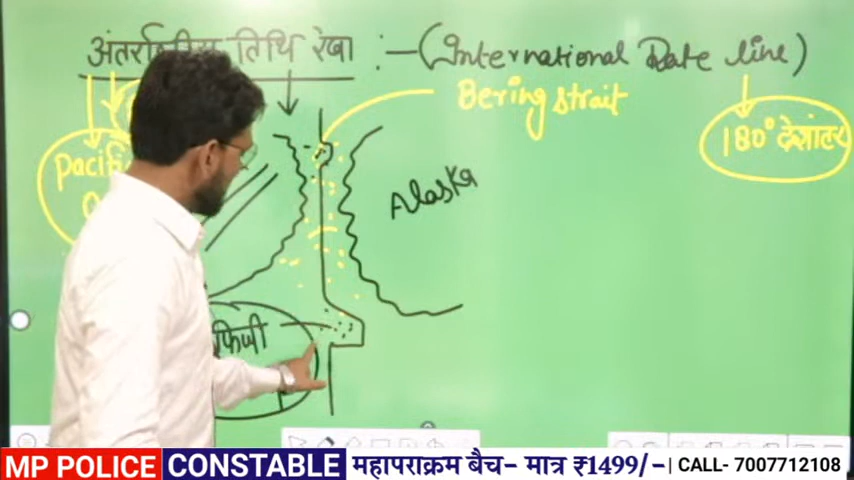 अंतर्राष्ट्रीय तिथि रेखा :- (International Date line)
Bering strait
180° देशांतर
Pacific
Alaska
फिजी
MP POLICE CONSTABLE महापराक्रम बैच- मात्र ₹1499/-| CALL- 7007712108